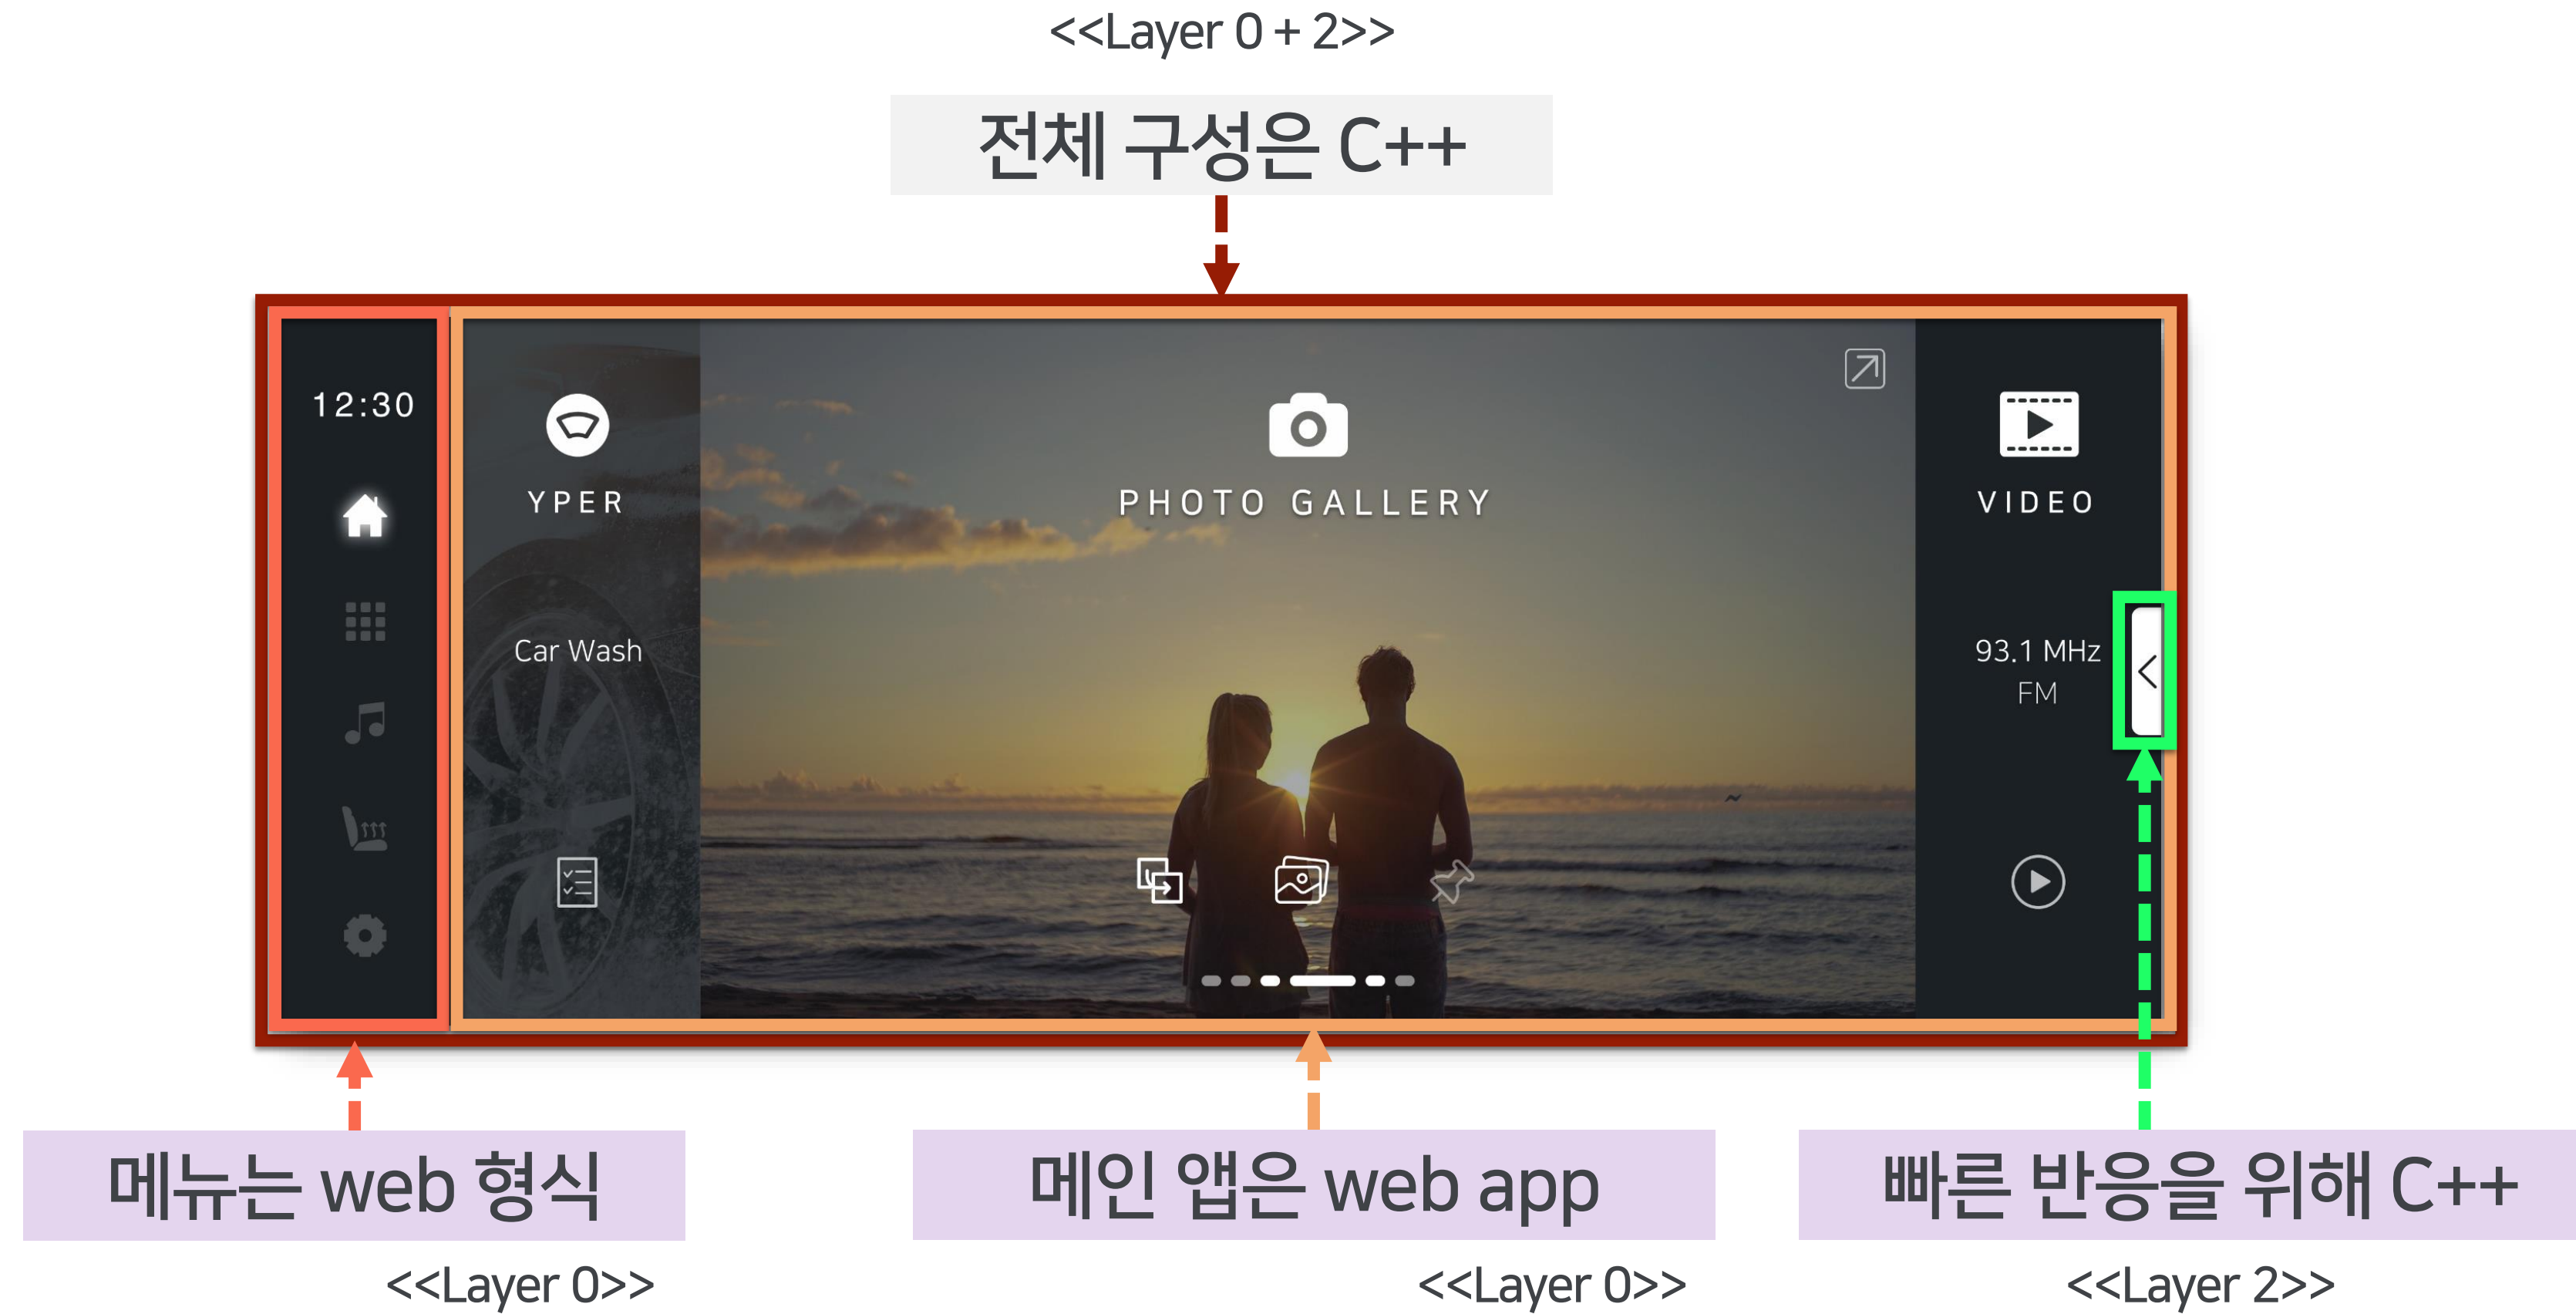 <<Layer 0 + 2>>
전체 구성은 C++
12:30
YPER
PHOTO GALLERY
VIDEO
Car Wash
93.1 MHz
FM
메뉴는 web 형식
메인 앱은 web app
빠른 반응을 위해 C++
<<Layer 0>>
<<Layer 0>>
<<Layer 2>>